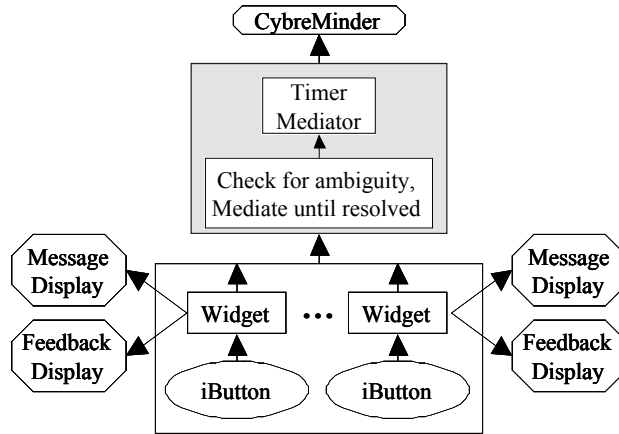 CybreMinder
Timer
Mediator
Check for ambiguity,
Mediate until resolved
Message
Display
Feedback
Display
Widget
...
Widget
iButton
iButton
Message
Display
Feedback
Display